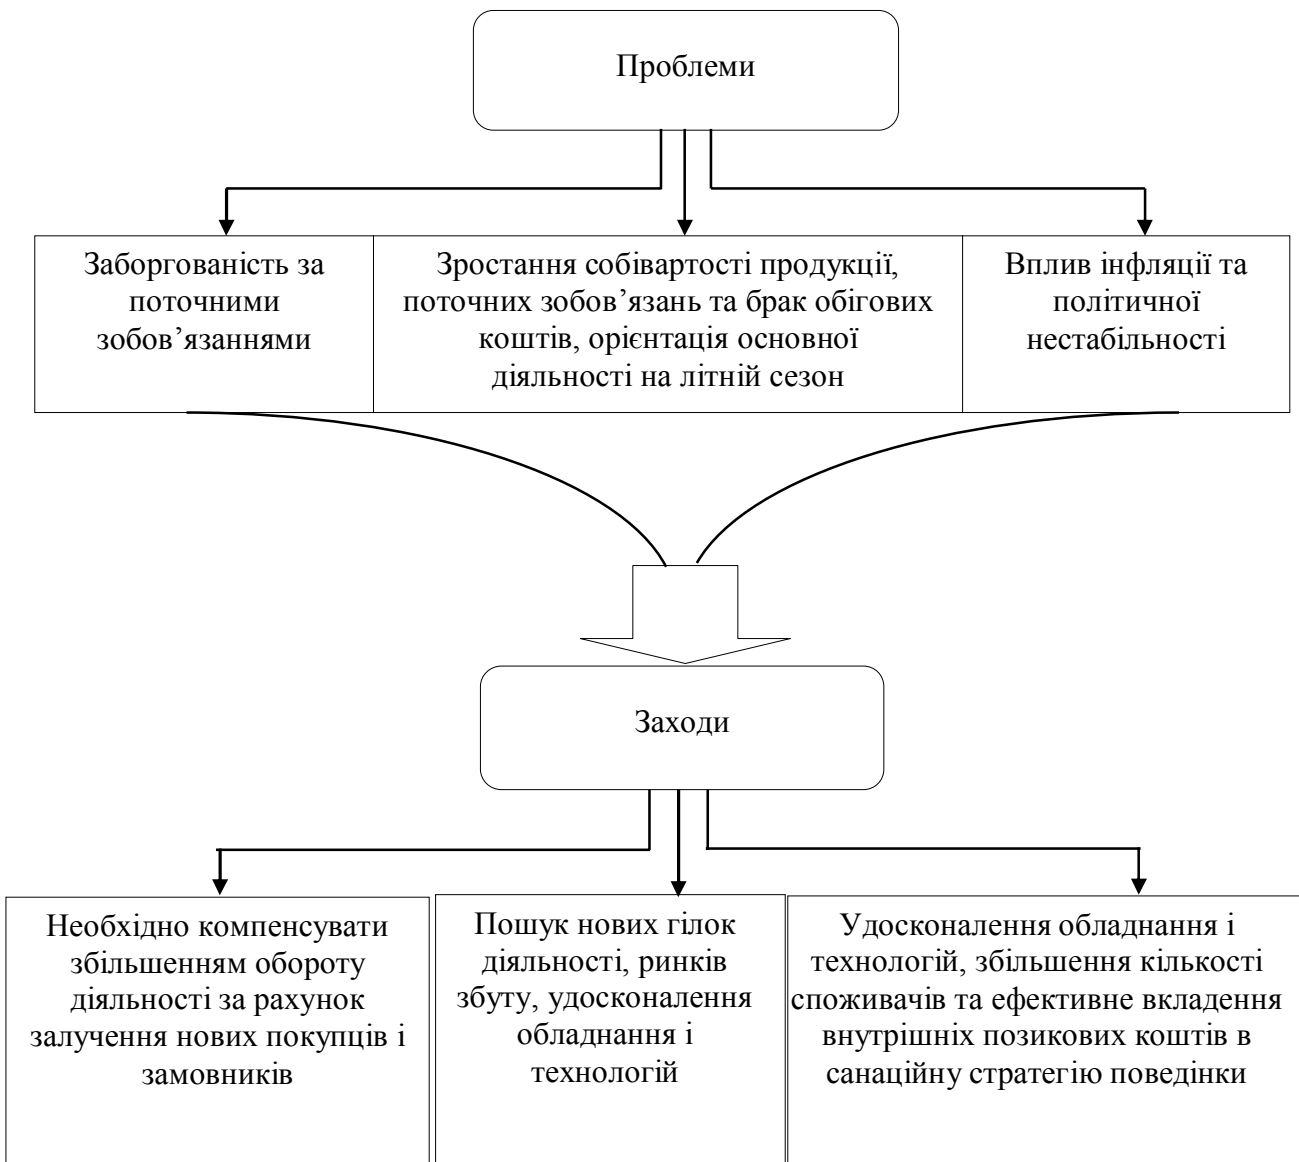 Проблеми
Заборгованість за
поточними
зобов’язаннями
Зростання собівартості продукції,
поточних зобов’язань та брак обігових
коштів, орієнтація основної
діяльності на літній сезон
Вплив інфляції та
політичної
нестабільності
Заходи
Необхідно компенсувати
збільшенням обороту
діяльності за рахунок
залучення нових покупців і
замовників
Пошук нових гілок
діяльності, ринків
збуту, удосконалення
обладнання і
технологій
Удосконалення обладнання і
технологій, збільшення кількості
споживачів та ефективне вкладення
внутрішніх позикових коштів в
санаційну стратегію поведінки